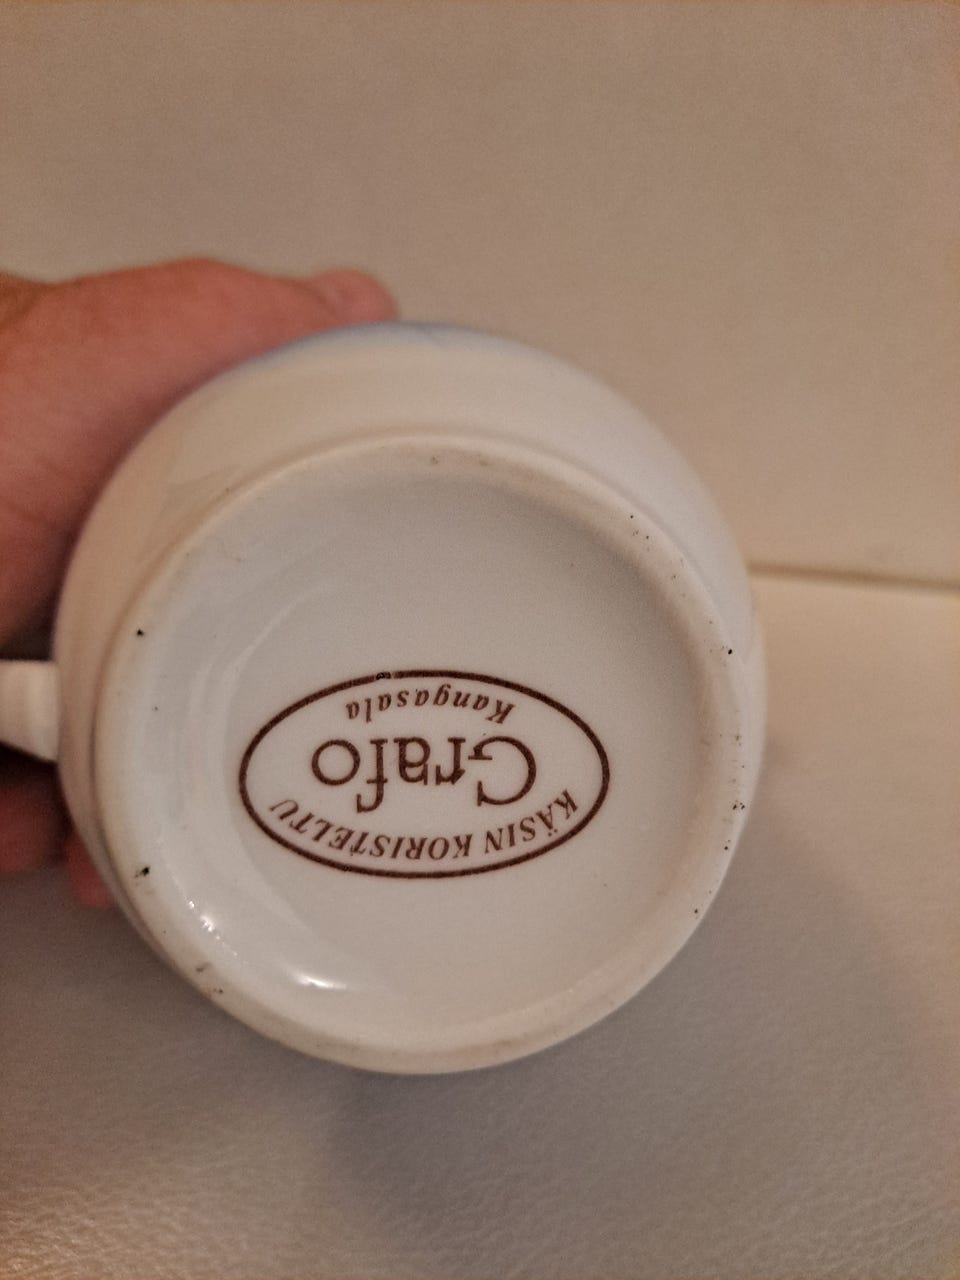 KÄSIN KORISTELTU
Grafo
Kangasala